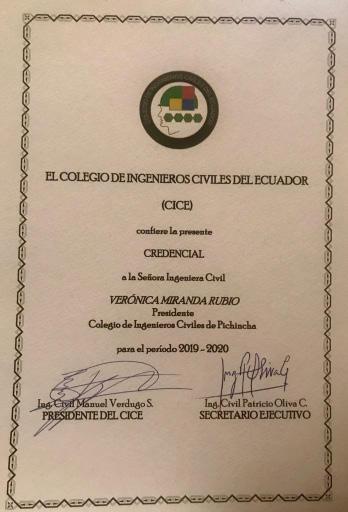 EL COLEGIO DE INGENIEROS CIVILES DEL ECUADOR
(CICE)
confiere la presente
CREDENCIAL
a la Señora Ingeniera Civil
VERÓNICA MIRANDA RUBIO
Presidente
Colegio de Ingenieros Civiles de Pichincha
para el período 2019 - 2020
Ing. Civil Manuel Verdugo S.
PRESIDENTE DEL CICE
Ing. Civil Patricio Oliva C.
SECRETARIO EJECUTIVO